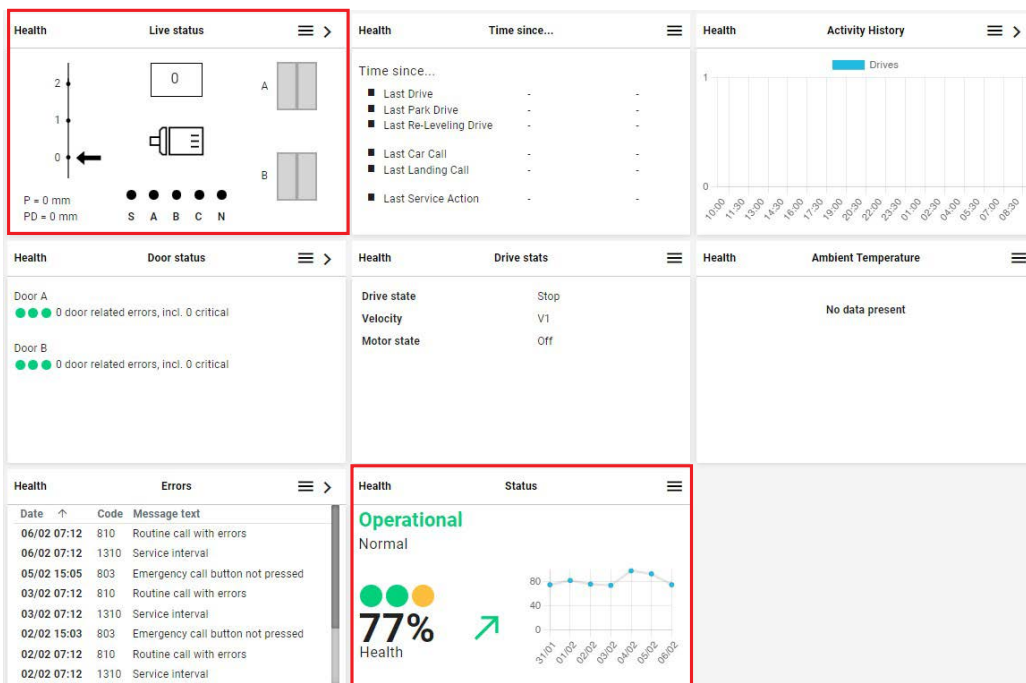 Health Live status
2
1
0
0
A
B
P = 0 mm
PD = 0 mm
S A B C N
Health Time since...
Time since...
Last Drive - -
Last Park Drive - -
Last Re-Leveling Drive - -
Last Car Call - -
Last Landing Call - -
Last Service Action - -
Health Activity History
Drives
1
0
10:00 11:30 13:00 14:30 16:00 17:30 19:00 20:30 22:00 23:30 01:00 02:30 04:00 05:30 07:00 08:30
Health Door status
Door A
0 door related errors, incl. 0 critical
Door B
0 door related errors, incl. 0 critical
Health Drive stats
Drive state Stop
Velocity V1
Motor state Off
Health Ambient Temperature
No data present
Health Errors
Date Code Message text
06/02 07:12 810 Routine call with errors
06/02 07:12 1310 Service interval
05/02 15:05 803 Emergency call button not pressed
03/02 07:12 810 Routine call with errors
03/02 07:12 1310 Service interval
02/02 15:03 803 Emergency call button not pressed
02/02 07:12 810 Routine call with errors
02/02 07:12 1310 Service interval
Health Status
Operational
Normal
77%
Health
80
40
0
31/01 01/02 02/02 03/02 04/02 05/02 06/02